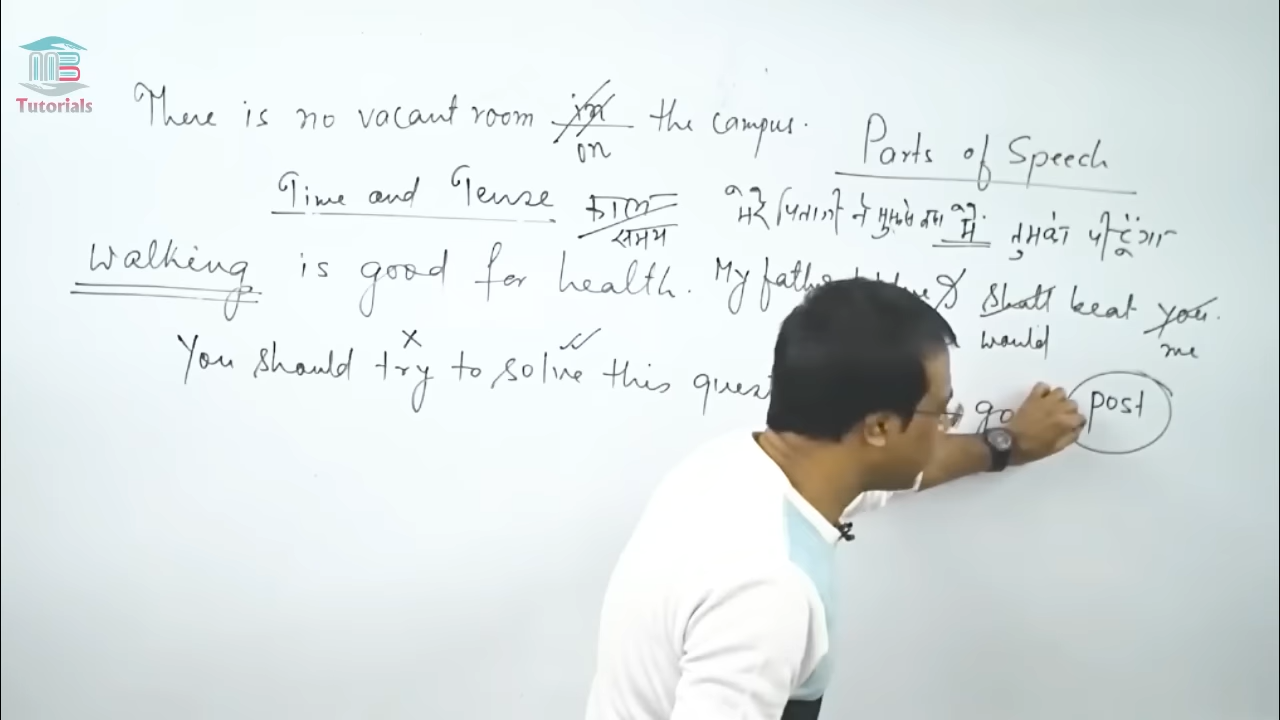 Tutorials
There is no vacant room in the campus.
on
Parts of Speech
Time and Tense काल
समय
मेरे पिताजी ने मुझसे कहा में तुमको पीटूंगा
Walking is good for health. My father shall beat you.
would me
You should try to solve this quest go post